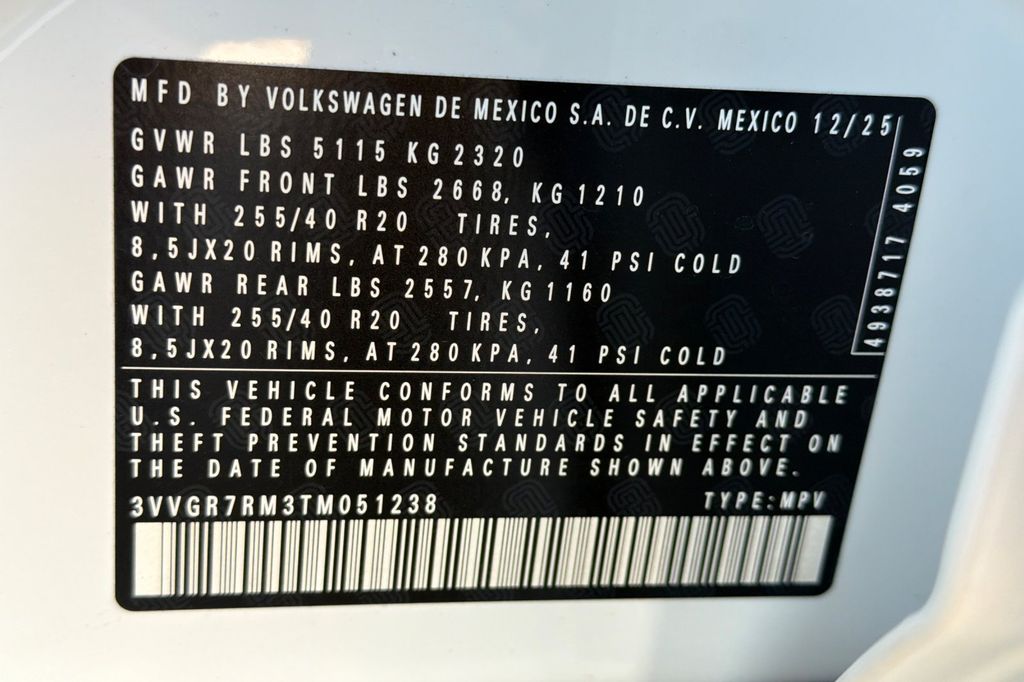 MFD BY VOLKSWAGEN DE MEXICO S.A. DE C.V. MEXICO 12/25
GVWR LBS 5115 KG 2320
GAWR FRONT LBS 2668, KG 1210
WITH 255/40 R20 TIRES,
8,5JX20 RIMS, AT 280 KPA, 41 PSI COLD
GAWR REAR LBS 2557, KG 1160
WITH 255/40 R20 TIRES,
8,5JX20 RIMS, AT 280 KPA, 41 PSI COLD
4938717 4059
THIS VEHICLE CONFORMS TO ALL APPLICABLE
U.S. FEDERAL MOTOR VEHICLE SAFETY AND
THEFT PREVENTION STANDARDS IN EFFECT ON
THE DATE OF MANUFACTURE SHOWN ABOVE.
3VVGR7RM3TM051238 TYPE: MPV